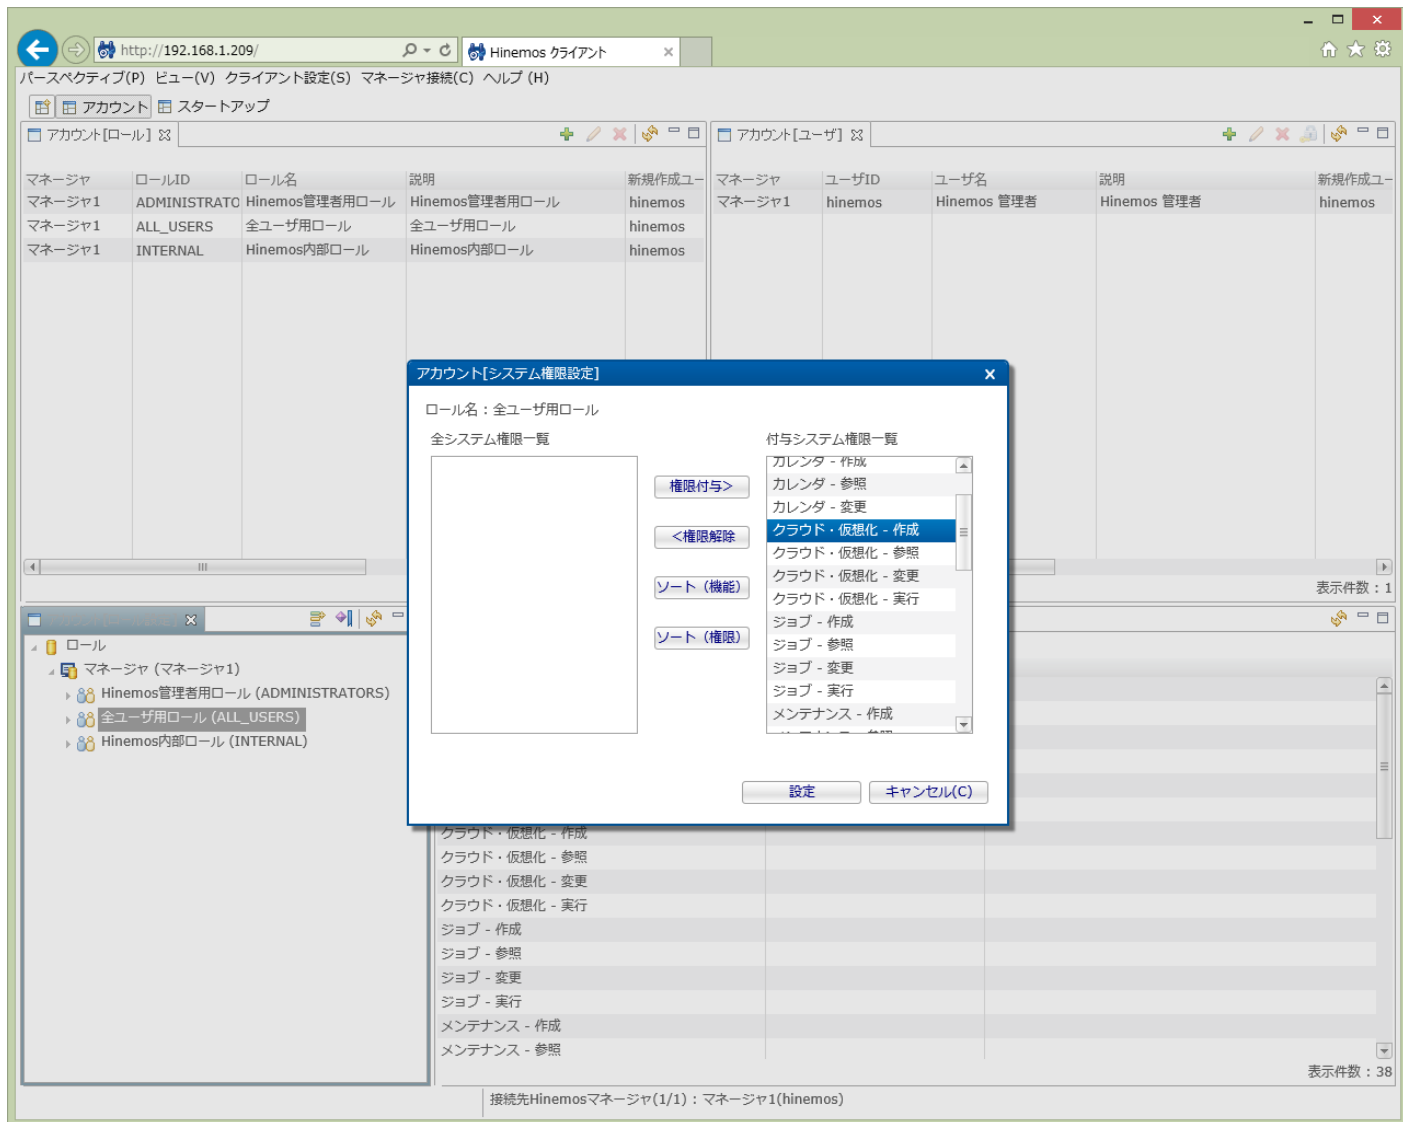 http://192.168.1.209/
Hinemos クライアント
パースペクティブ(P) ビュー(V) クライアント設定(S) マネージャ接続(C) ヘルプ (H)
アカウント スタートアップ
アカウント[ロール]
マネージャ ロールID ロール名 説明 新規作成ユー
マネージャ1 ADMINISTRATO Hinemos管理者用ロール Hinemos管理者用ロール hinemos
マネージャ1 ALL_USERS 全ユーザ用ロール 全ユーザ用ロール hinemos
マネージャ1 INTERNAL Hinemos内部ロール Hinemos内部ロール hinemos
アカウント[ユーザ]
マネージャ ユーザID ユーザ名 説明 新規作成ユー
マネージャ1 hinemos Hinemos 管理者 Hinemos 管理者 hinemos
表示件数 : 1
アカウント[システム権限設定]
ロール名 : 全ユーザ用ロール
全システム権限一覧
権限付与>
<権限解除
ソート（機能）
ソート（権限）
付与システム権限一覧
カレンダ - 作成
カレンダ - 参照
カレンダ - 変更
クラウド・仮想化 - 作成
クラウド・仮想化 - 参照
クラウド・仮想化 - 変更
クラウド・仮想化 - 実行
ジョブ - 作成
ジョブ - 参照
ジョブ - 変更
ジョブ - 実行
メンテナンス - 作成
設定
キャンセル(C)
ロール
マネージャ (マネージャ1)
Hinemos管理者用ロール (ADMINISTRATORS)
全ユーザ用ロール (ALL_USERS)
Hinemos内部ロール (INTERNAL)
クラウド・仮想化 - 作成
クラウド・仮想化 - 参照
クラウド・仮想化 - 変更
クラウド・仮想化 - 実行
ジョブ - 作成
ジョブ - 参照
ジョブ - 変更
ジョブ - 実行
メンテナンス - 作成
メンテナンス - 参照
表示件数 : 38
接続先Hinemosマネージャ(1/1) : マネージャ1(hinemos)